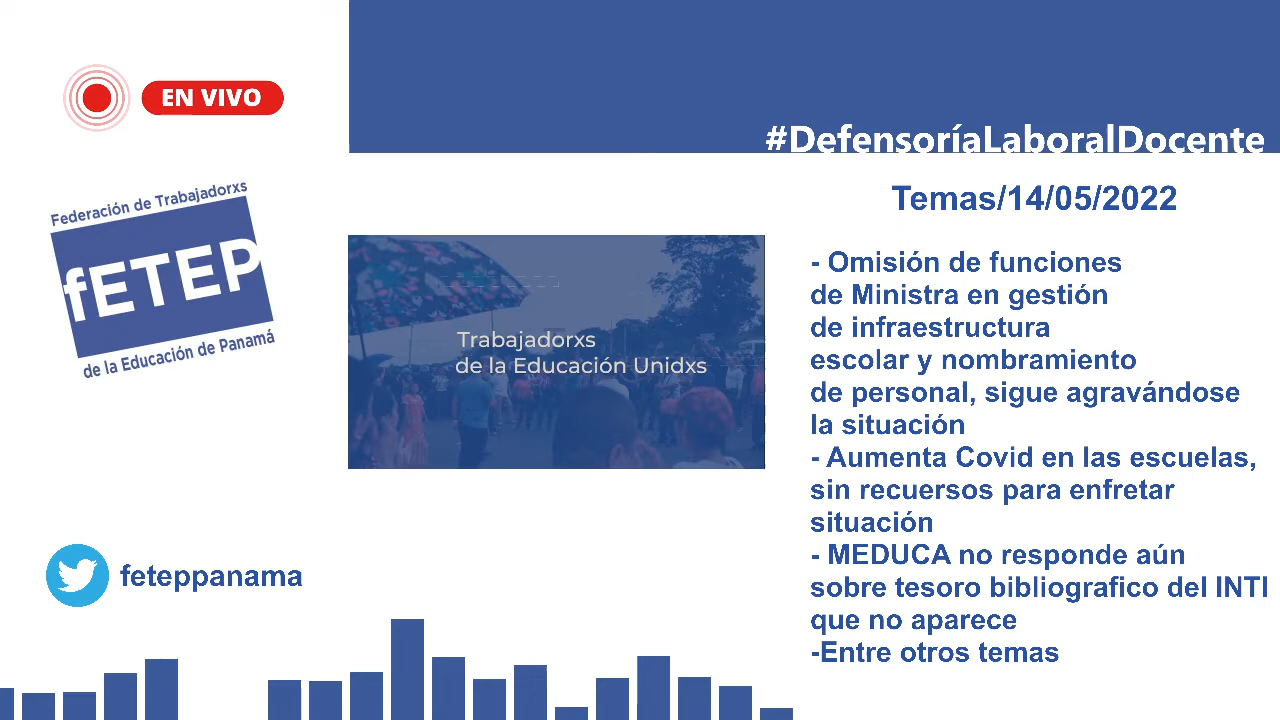 EN VIVO
#DefensoríaLaboralDocente
Federación de Trabajadorxs
fETEP
de la Educación de Panamá
Temas/14/05/2022
Trabajadorxs
de la Educación Unidxs
- Omisión de funciones
de Ministra en gestión
de infraestructura
escolar y nombramiento
de personal, sigue agravándose
la situación
- Aumenta Covid en las escuelas,
sin recuersos para enfretar
situación
- MEDUCA no responde aún
sobre tesoro bibliografico del INTI
que no aparece
-Entre otros temas
feteppanama